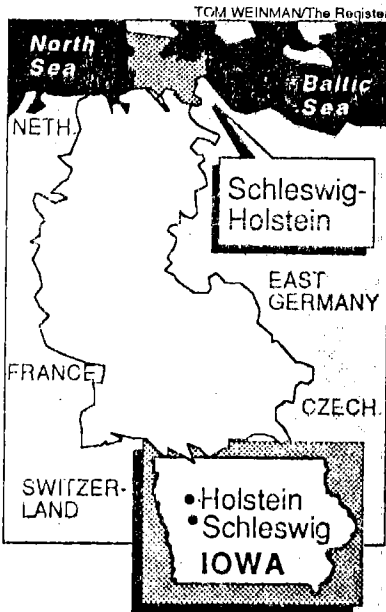 TOM WEINMAN/The Register
North
Sea
Baltic
Sea
NETH.
Schleswig-
Holstein
EAST
GERMANY
FRANCE
CZECH.
SWITZER-
LAND
Holstein
Schleswig
IOWA